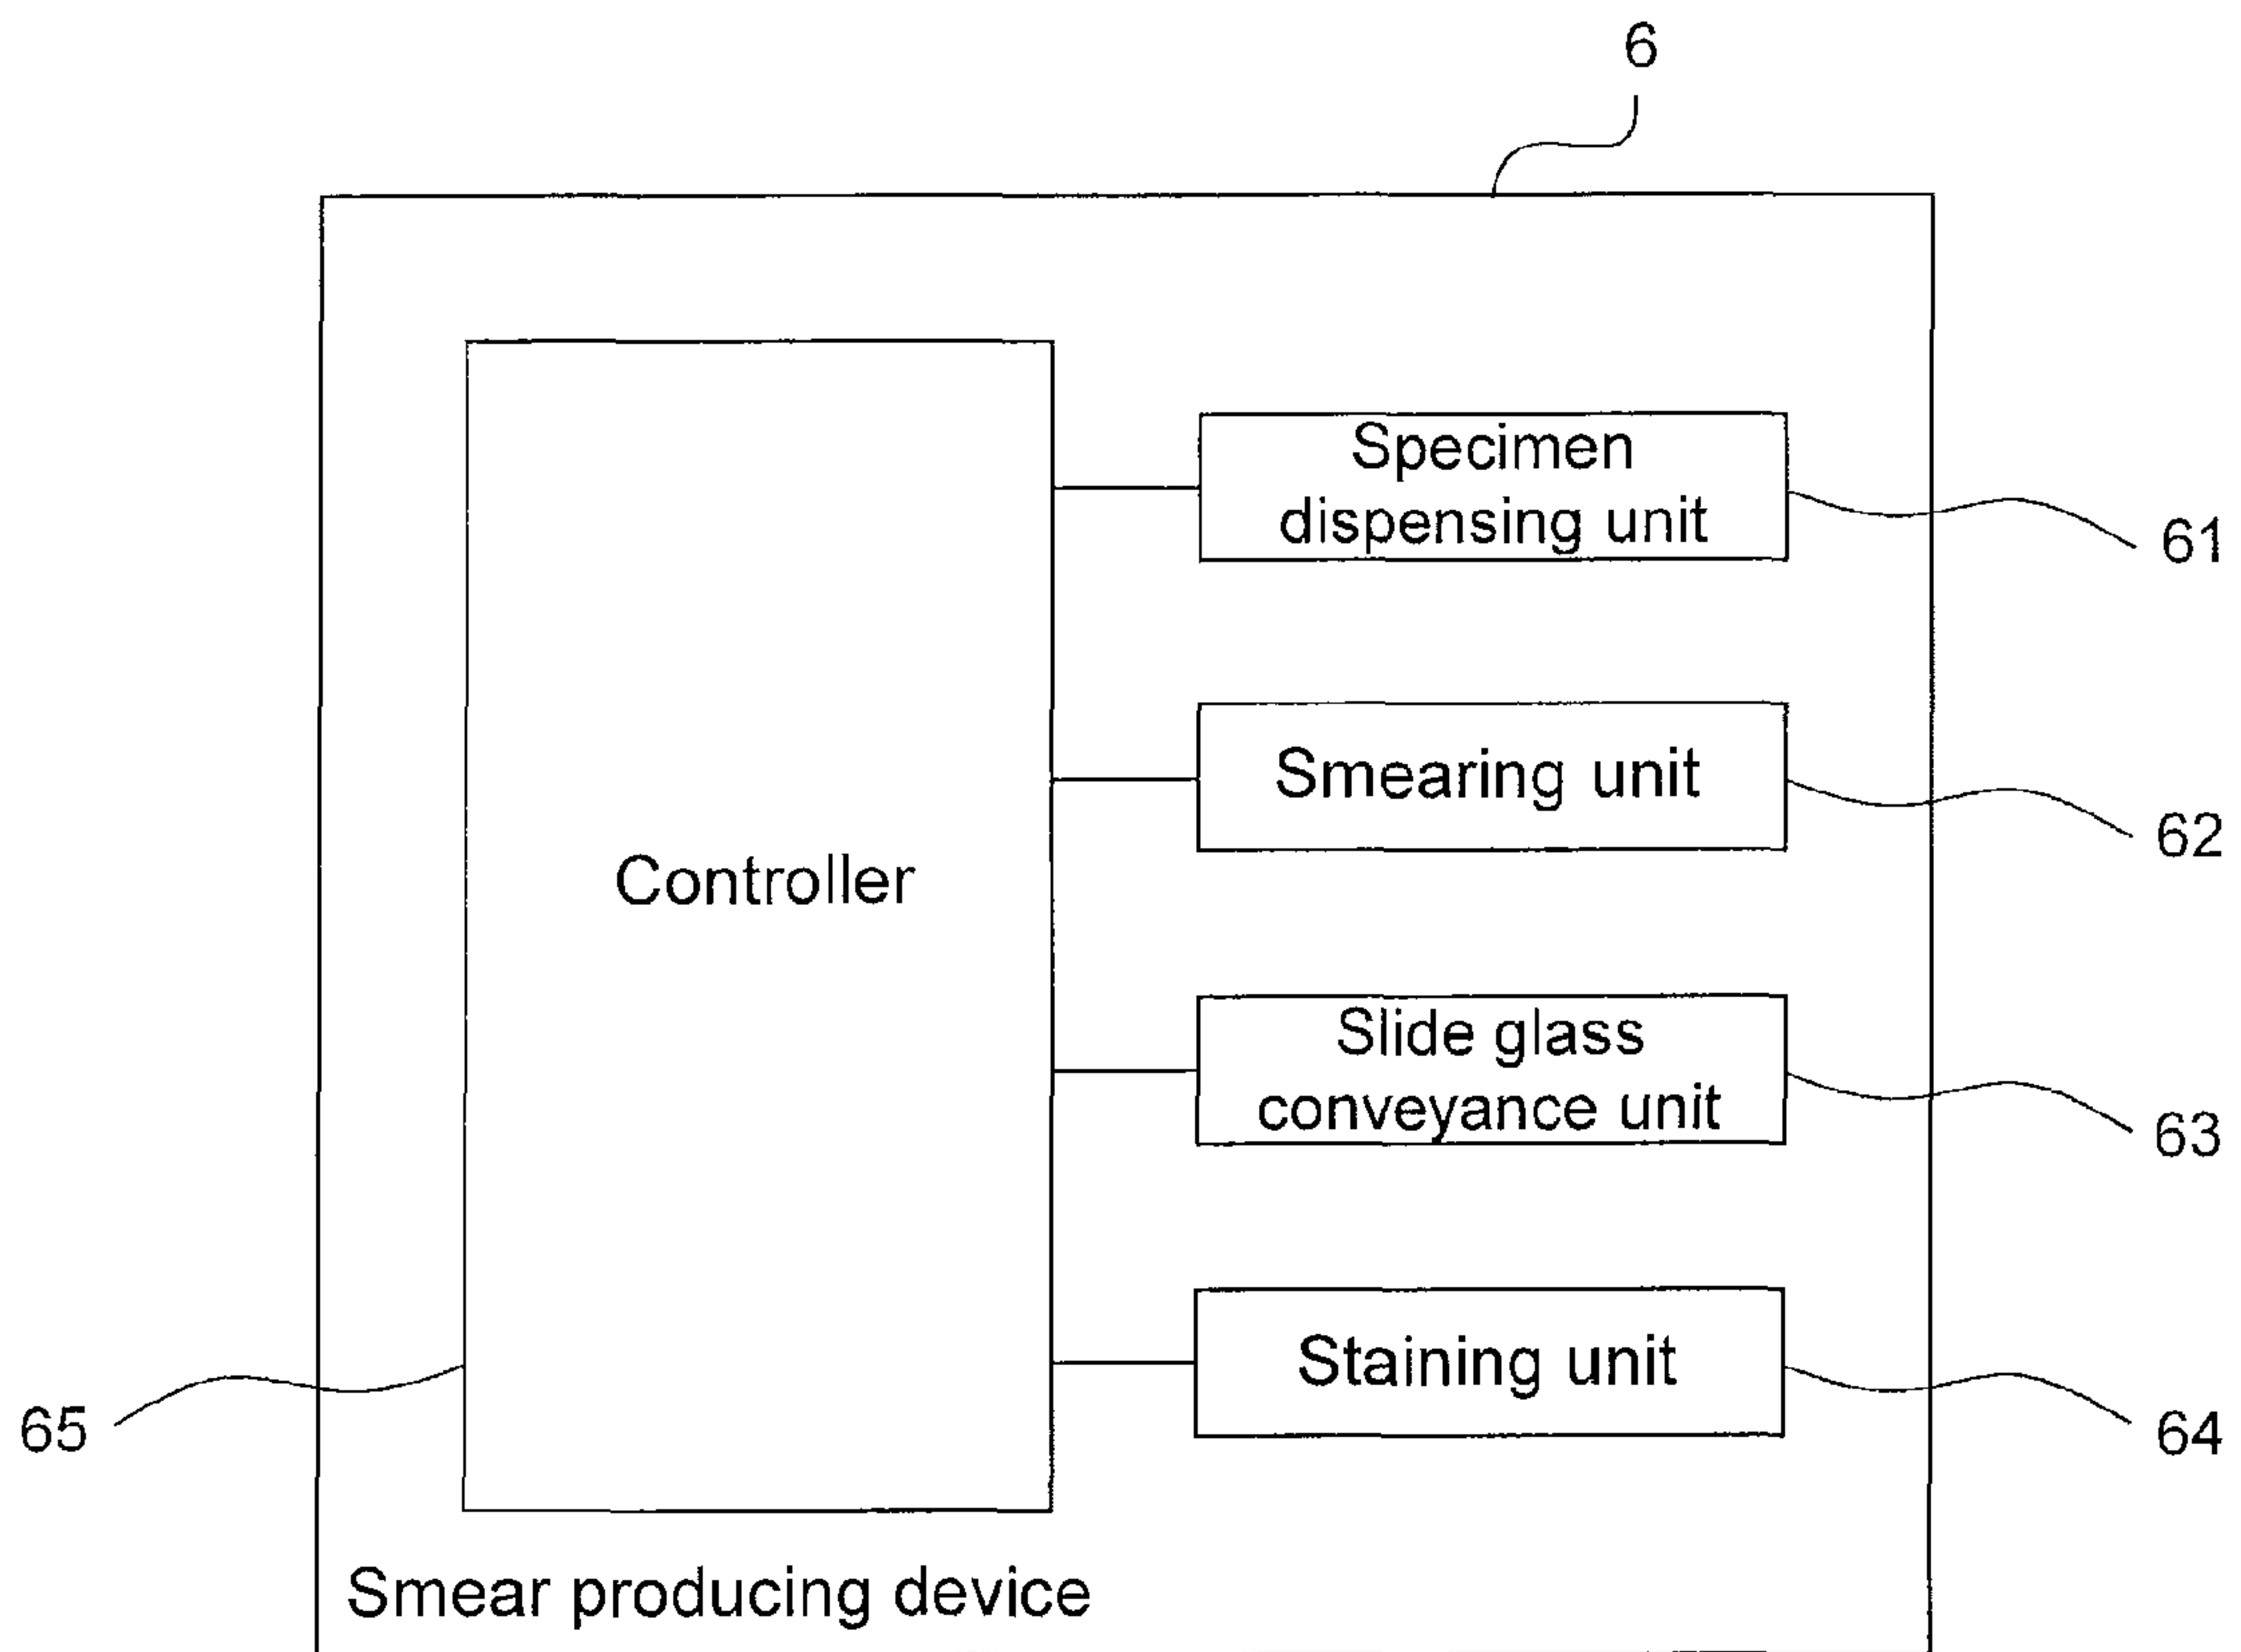 6
Specimen
dispensing unit
61
Smearing unit
62
Controller
Slide glass
conveyance unit
63
Staining unit
64
65
Smear producing device